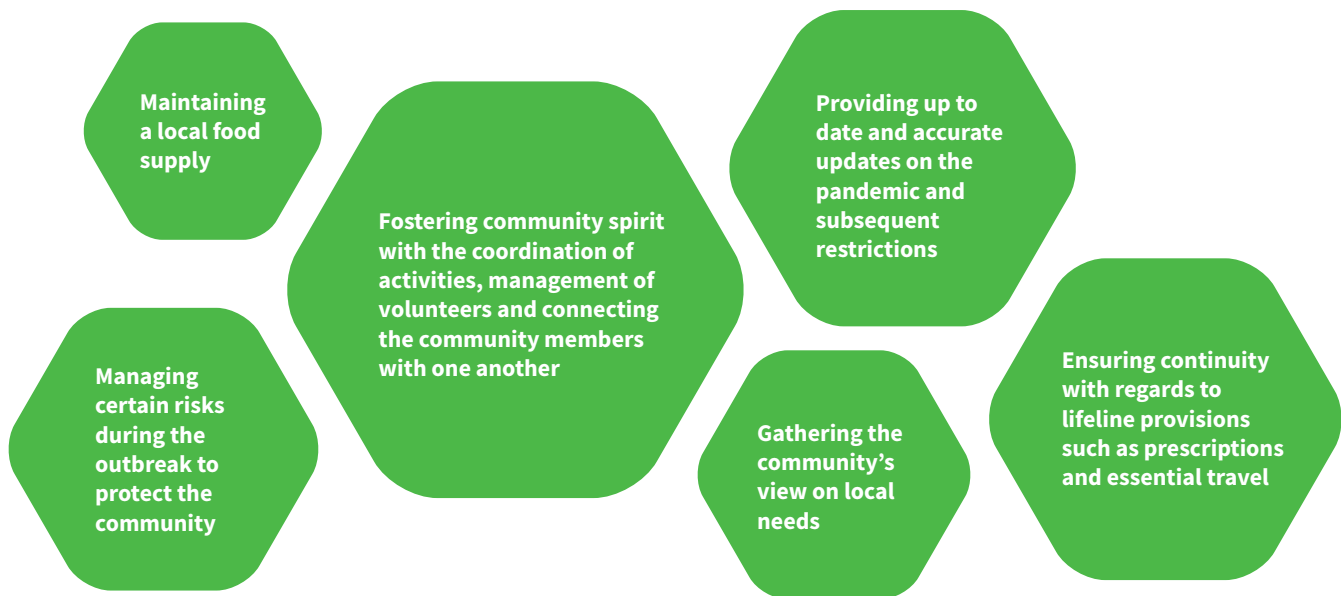 Maintaining
a local food
supply
Fostering community spirit
with the coordination of
activities, management of
volunteers and connecting
the community members
with one another
Providing up to
date and accurate
updates on the
pandemic and
subsequent
restrictions
Managing
certain risks
during the
outbreak to
protect the
community
Gathering the
community’s
view on local
needs
Ensuring continuity
with regards to
lifeline provisions
such as prescriptions
and essential travel